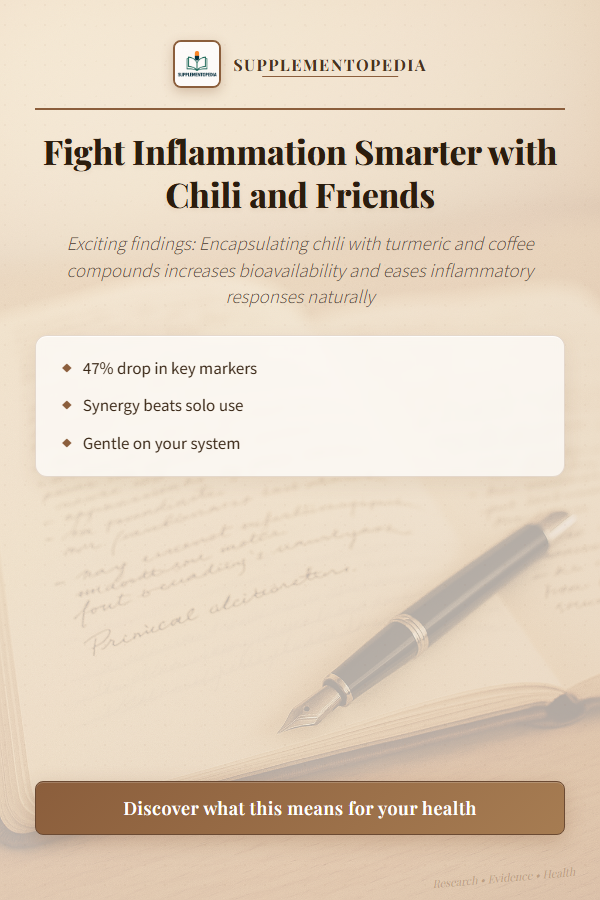 SUPPLEMENTOPEDIA
SUPPLEMENTOPEDIA
Fight Inflammation Smarter with
Chili and Friends
Exciting findings: Encapsulating chili with turmeric and coffee
compounds increases bioavailability and eases inflammatory
responses naturally
47% drop in key markers
Synergy beats solo use
Gentle on your system
Discover what this means for your health
Research • Evidence • Health